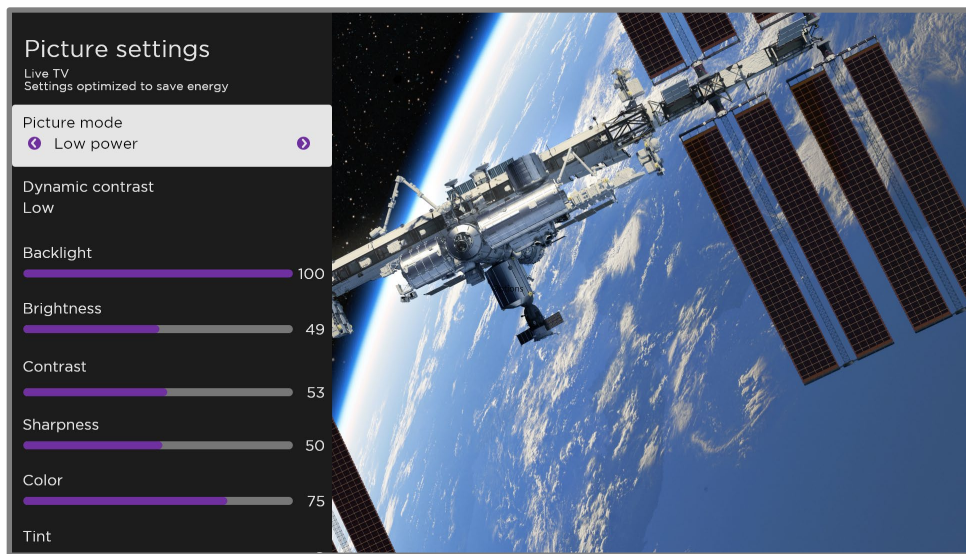 Picture settings
Live TV
Settings optimized to save energy
Picture mode
Low power
Dynamic contrast
Low
Backlight
100
Brightness
49
Contrast
53
Sharpness
50
Color
75
Tint